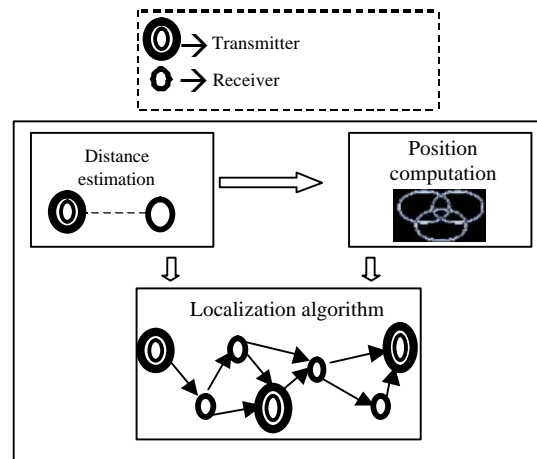 Transmitter
Receiver
Distance
estimation
Position
computation
Localization algorithm